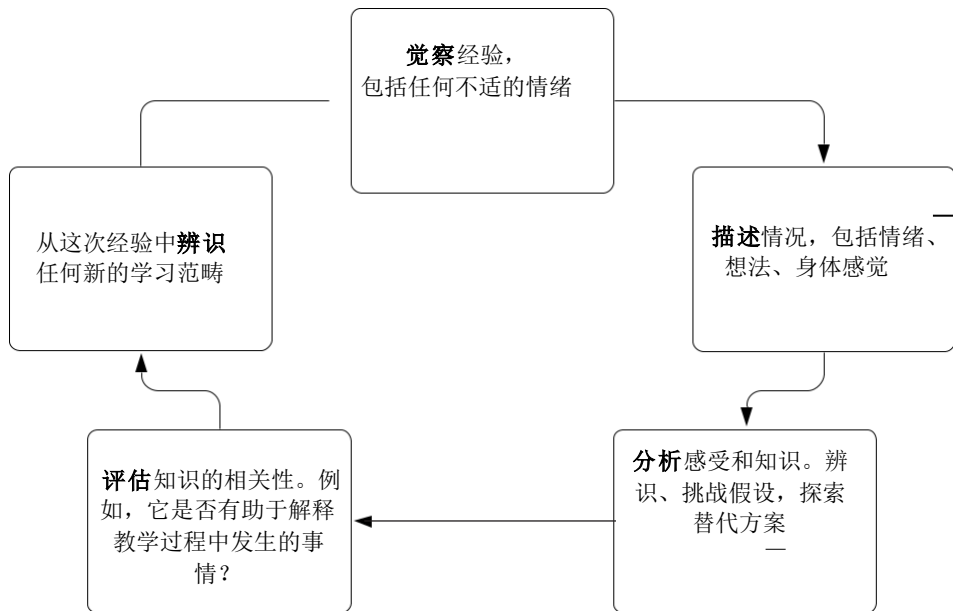 觉察经验，
包括任何不适的情绪
描述情况，包括情绪、
想法、身体感觉
分析感受和知识。辨
识、挑战假设，探索
替代方案
评估知识的相关性。例
如，它是否有助于解释
教学过程中发生的事
情？
从这次经验中辨识
任何新的学习范畴